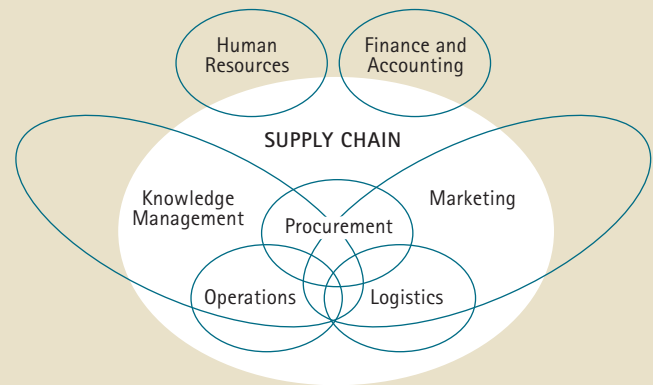 Human
Resources
Finance and
Accounting
SUPPLY CHAIN
Knowledge
Management
Marketing
Procurement
Operations
Logistics